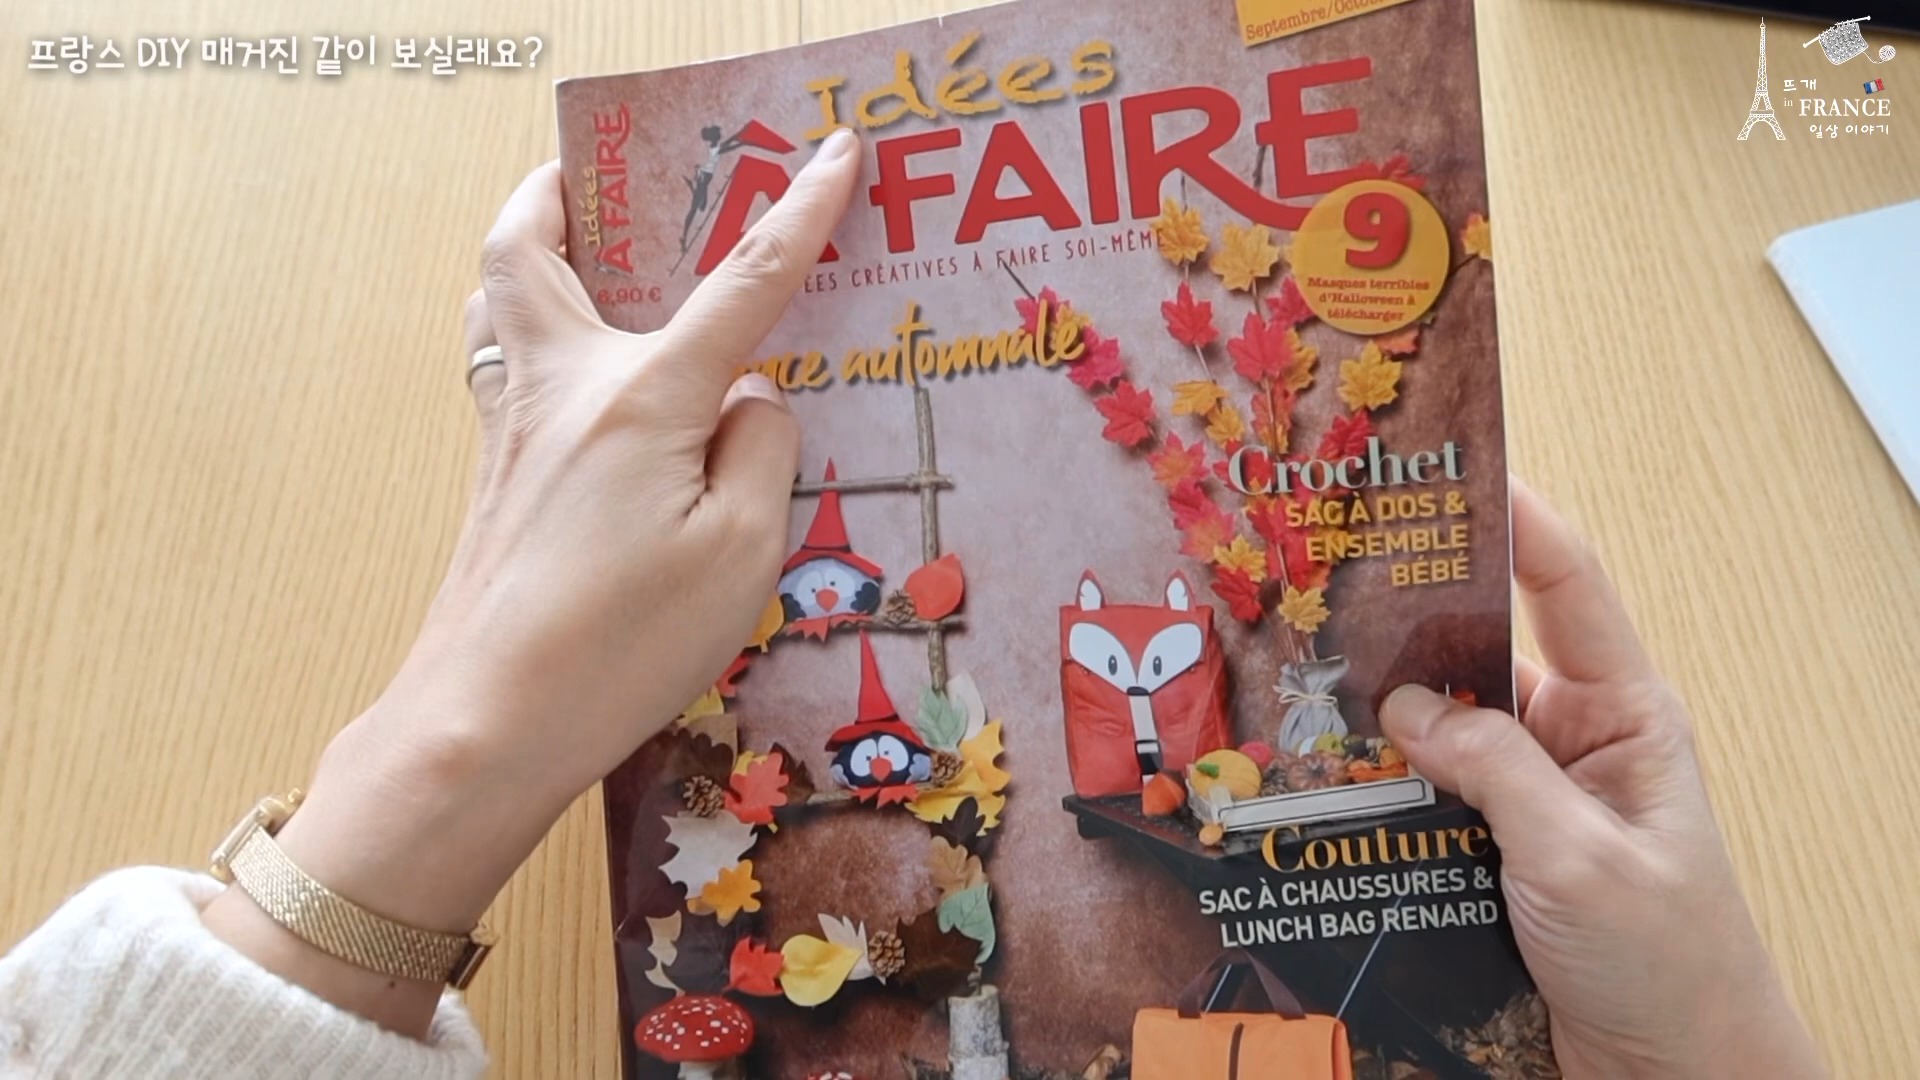 프랑스 DIY 매거진 같이 보실래요?
뜨개
in FRANCE
일상 이야기
Septembre/Octobre
Idées
À FAIRE
Idées
À FAIRE
6,90 €
CRÉATIVES À FAIRE SOI-MÊME
9
Masques terribles
d'Halloween à
télécharger
automnale
Crochet
SAC À DOS &
ENSEMBLE
BÉBÉ
Couture
SAC À CHAUSSURES &
LUNCH BAG RENARD